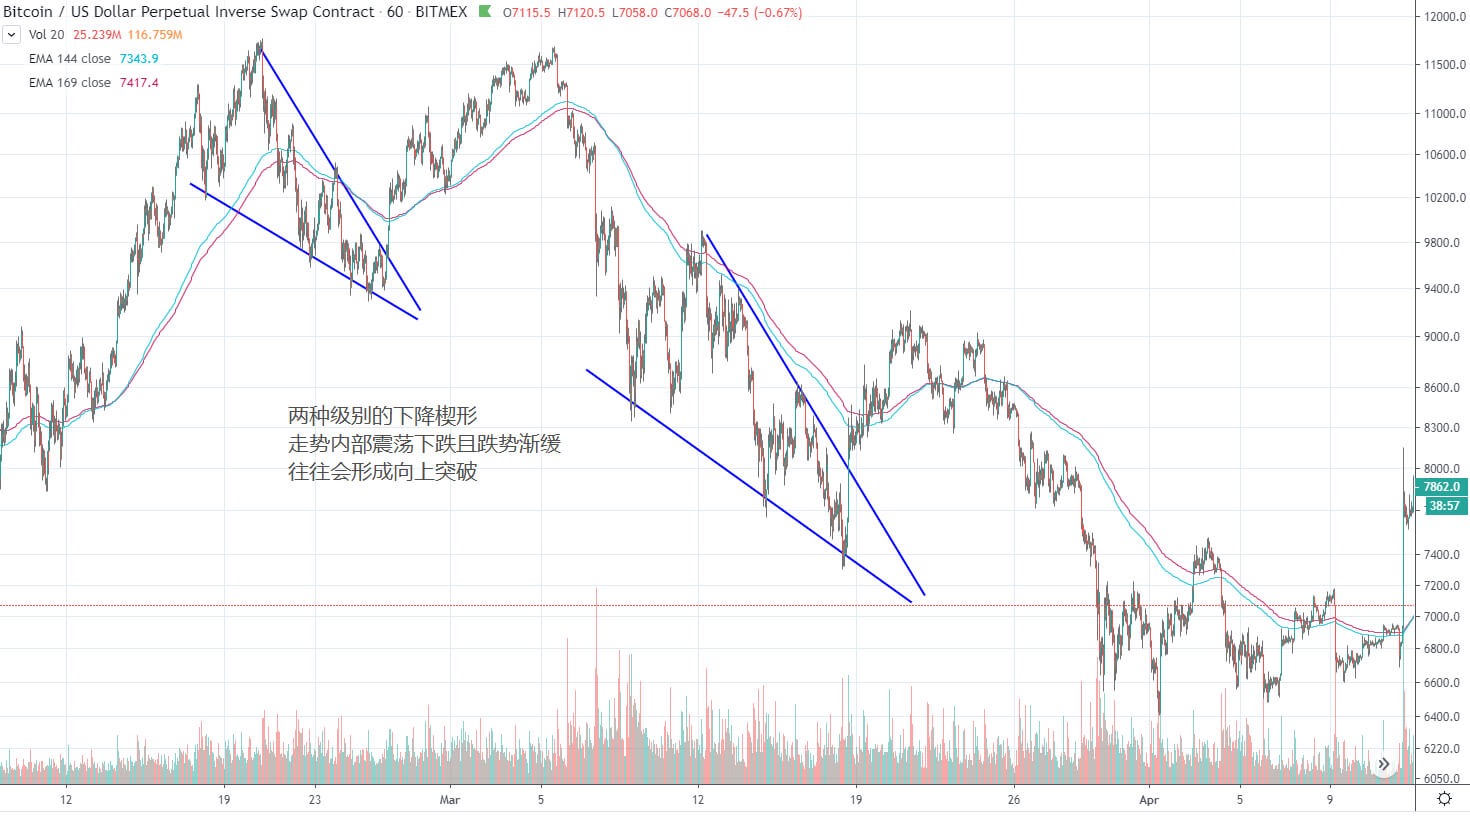 Bitcoin / US Dollar Perpetual Inverse Swap Contract · 60 · BITMEX O7115.5 H7120.5 L7058.0 C7068.0 -47.5 (-0.67%)
Vol 20 25.239M 116.759M
EMA 144 close 7343.9
EMA 169 close 7417.4
两种级别的下降楔形
走势内部震荡下跌且跌势渐缓
往往会形成向上突破
12000.0
11500.0
11000.0
10600.0
10200.0
9800.0
9400.0
9000.0
8600.0
8300.0
8000.0
7862.0
38:57
7400.0
7200.0
7000.0
6800.0
6600.0
6400.0
6220.0
6050.0
12 19 23 Mar 5 12 19 26 Apr 5 9